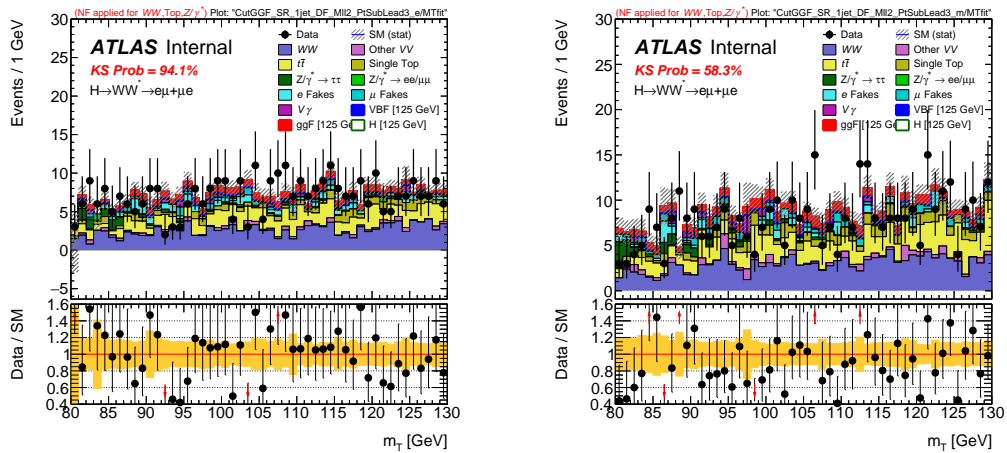 (NF applied for WW,Top,Z/γ*) Plot: "CutGGF_SR_1jet_DF_Mll2_PtSubLead3_e/MTfit"
Events / 1 GeV
30
25
20
15
10
5
0
−5
ATLAS Internal
KS Prob = 94.1%
H→WW*→eμ+μe
Data
SM (stat)
WW
Other VV
tt̄
Single Top
Z/γ* → ττ
Z/γ* → ee/μμ
e Fakes
μ Fakes
Vγ
VBF [125 GeV]
ggF [125 Ge
H [125 GeV]
Data / SM
1.6
1.4
1.2
1
0.8
0.6
0.4
80 85 90 95 100 105 110 115 120 125 130
m_T [GeV]
(NF applied for WW,Top,Z/γ*) Plot: "CutGGF_SR_1jet_DF_Mll2_PtSubLead3_m/MTfit"
Events / 1 GeV
30
25
20
15
10
5
0
ATLAS Internal
KS Prob = 58.3%
H→WW*→eμ+μe
Data
SM (stat)
WW
Other VV
tt̄
Single Top
Z/γ* → ττ
Z/γ* → ee/μμ
e Fakes
μ Fakes
Vγ
VBF [125 GeV]
ggF [125 Ge
H [125 GeV]
Data / SM
1.6
1.4
1.2
1
0.8
0.6
0.4
80 85 90 95 100 105 110 115 120 125 130
m_T [GeV]